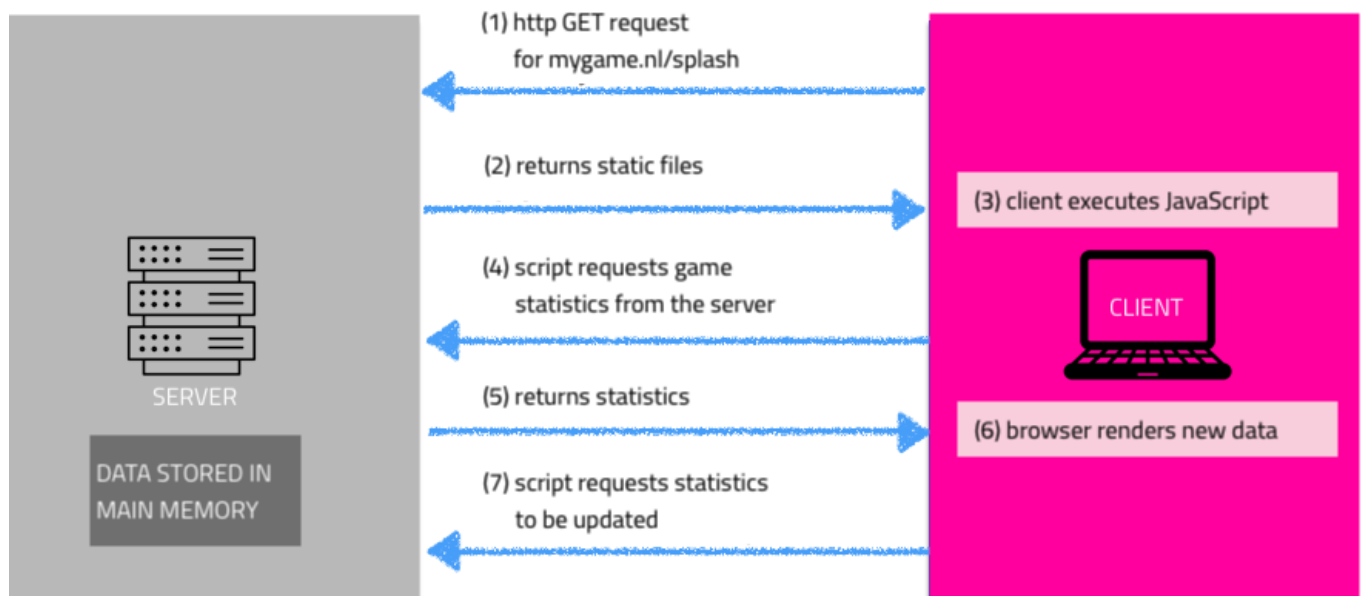 (1) http GET request
for mygame.nl/splash
(2) returns static files
(3) client executes JavaScript
(4) script requests game
statistics from the server
CLIENT
SERVER
(5) returns statistics
(6) browser renders new data
DATA STORED IN
MAIN MEMORY
(7) script requests statistics
to be updated